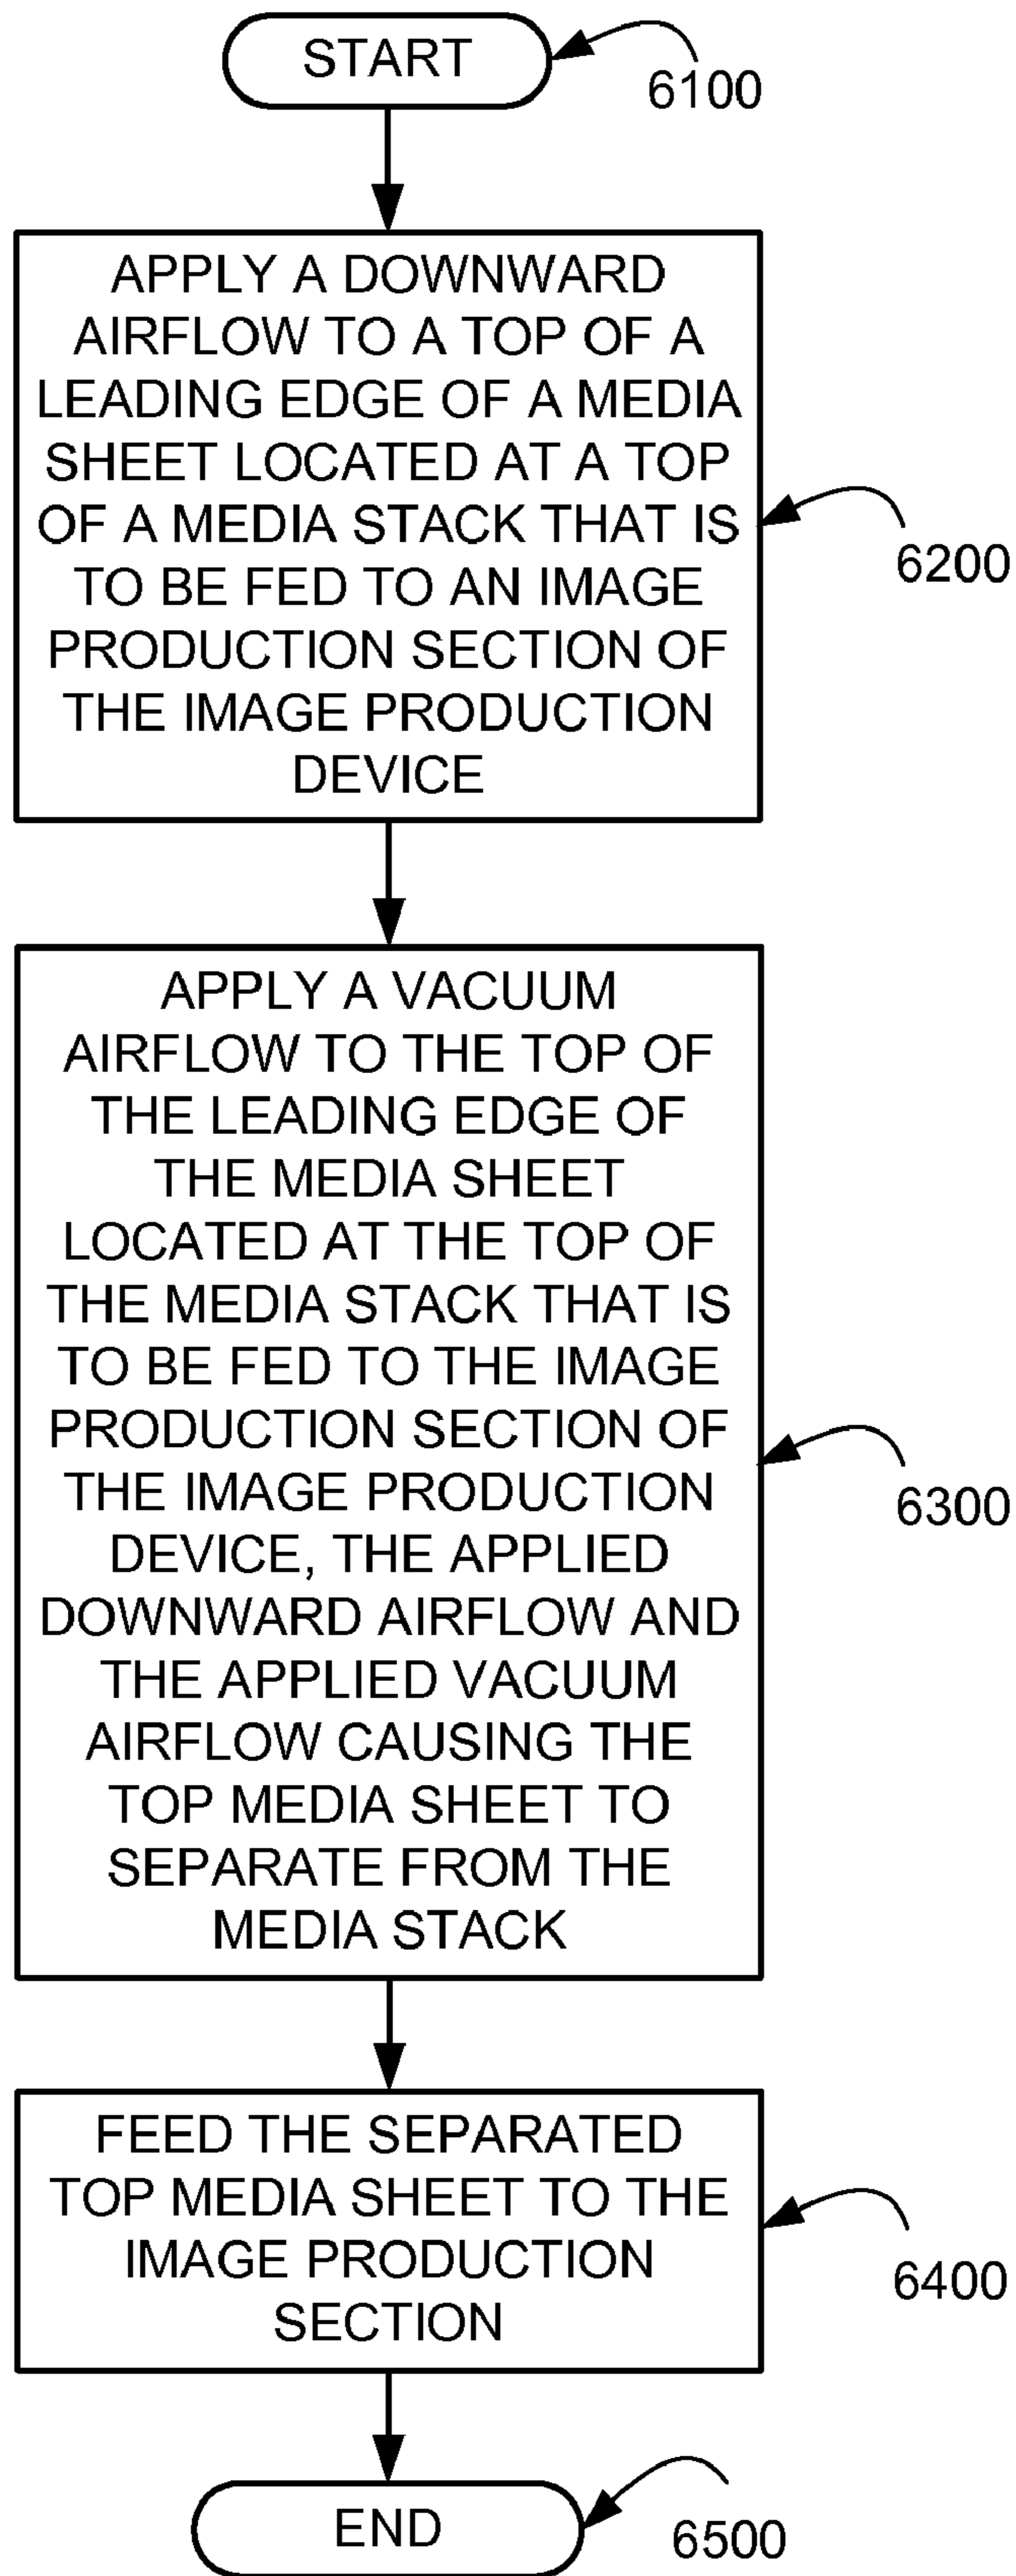 START
6100
APPLY A DOWNWARD
AIRFLOW TO A TOP OF A
LEADING EDGE OF A MEDIA
SHEET LOCATED AT A TOP
OF A MEDIA STACK THAT IS
TO BE FED TO AN IMAGE
PRODUCTION SECTION OF
THE IMAGE PRODUCTION
DEVICE
6200
APPLY A VACUUM
AIRFLOW TO THE TOP OF
THE LEADING EDGE OF
THE MEDIA SHEET
LOCATED AT THE TOP OF
THE MEDIA STACK THAT IS
TO BE FED TO THE IMAGE
PRODUCTION SECTION OF
THE IMAGE PRODUCTION
DEVICE, THE APPLIED
DOWNWARD AIRFLOW AND
THE APPLIED VACUUM
AIRFLOW CAUSING THE
TOP MEDIA SHEET TO
SEPARATE FROM THE
MEDIA STACK
6300
FEED THE SEPARATED
TOP MEDIA SHEET TO THE
IMAGE PRODUCTION
SECTION
6400
END
6500